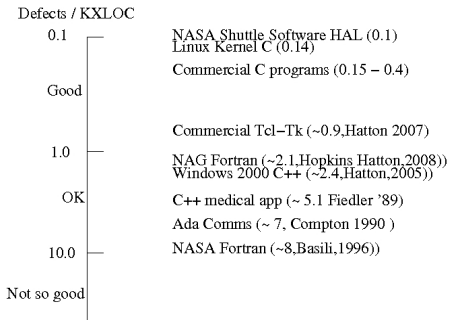 Defects / KXLOC
0.1
NASA Shuttle Software HAL (0.1)
Linux Kernel C (0.14)
Commercial C programs (0.15 − 0.4)
Good
Commercial Tcl−Tk (~0.9,Hatton 2007)
1.0
NAG Fortran (~2.1,Hopkins Hatton,2008))
Windows 2000 C++ (~2.4,Hatton,2005))
OK
C++ medical app (~ 5.1 Fiedler '89)
Ada Comms (~ 7, Compton 1990 )
10.0
NASA Fortran (~8,Basili,1996))
Not so good